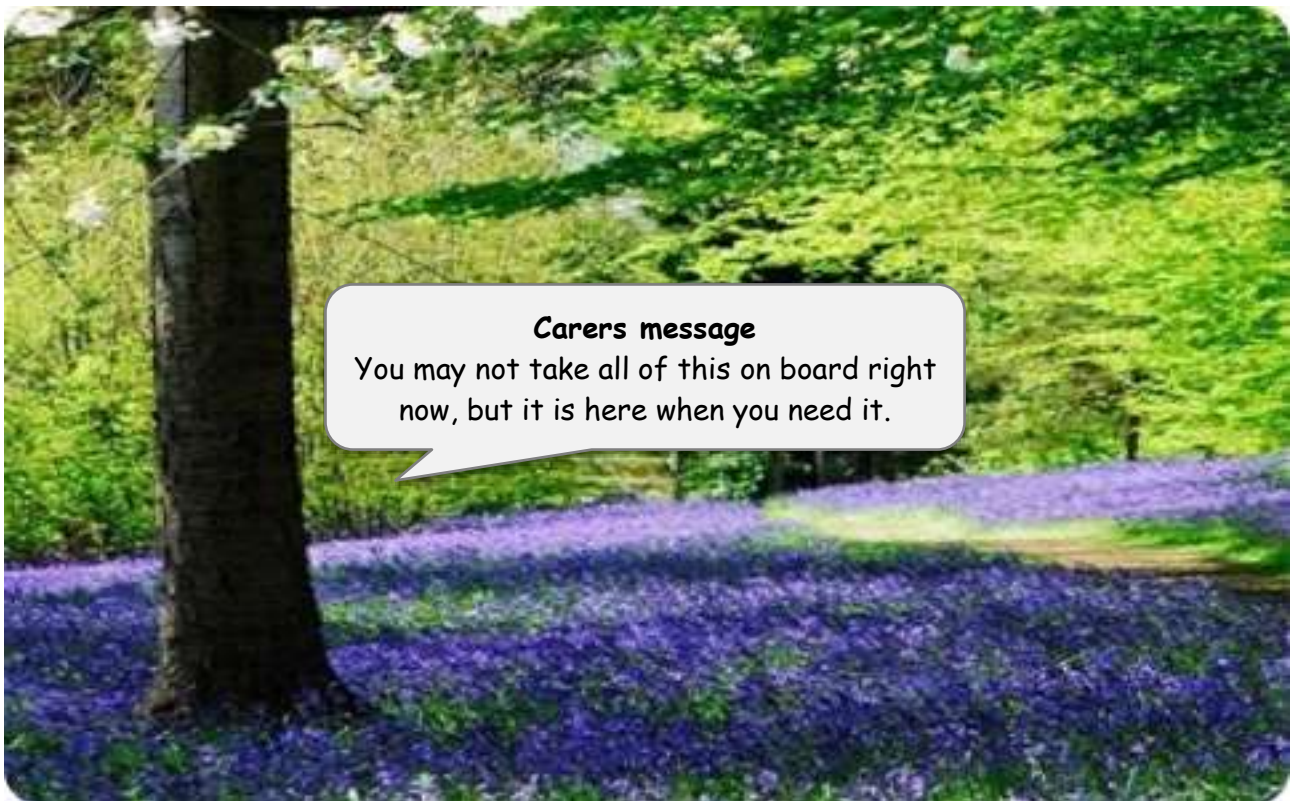 Carers message
You may not take all of this on board right
now, but it is here when you need it.